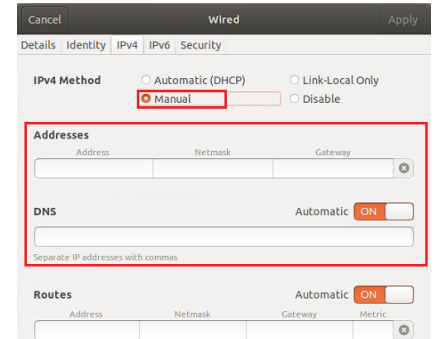 Cancel Wired Apply
Details Identity IPv4 IPv6 Security
IPv4 Method Automatic (DHCP) Link-Local Only
Manual Disable
Addresses
Address Netmask Gateway
DNS Automatic ON
Separate IP addresses with commas
Routes Automatic ON
Address Netmask Gateway Metric